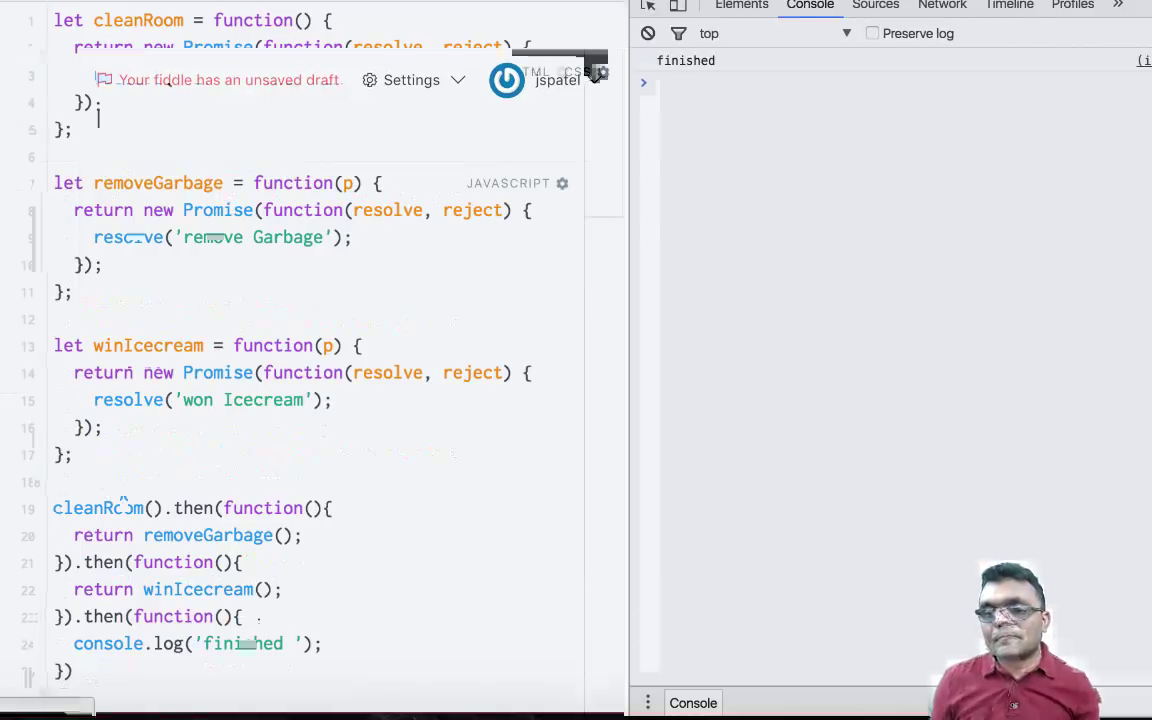 1 let cleanRoom = function() {
return new Promise(function(resolve, reject) {
3 Your fiddle has an unsaved draft. Settings jspatel
4 });
5 };
6
7 let removeGarbage = function(p) { JAVASCRIPT
8 return new Promise(function(resolve, reject) {
9 resolve('remove Garbage');
10 });
11 };
12
13 let winIcecream = function(p) {
14 return new Promise(function(resolve, reject) {
15 resolve('won Icecream');
16 });
17 };
18
19 cleanRoom().then(function(){
20 return removeGarbage();
21 }).then(function(){
22 return winIcecream();
23 }).then(function(){
24 console.log('finished ');
})
Elements Console Sources Network Timeline Profiles »
top Preserve log
finished (i
>
Console